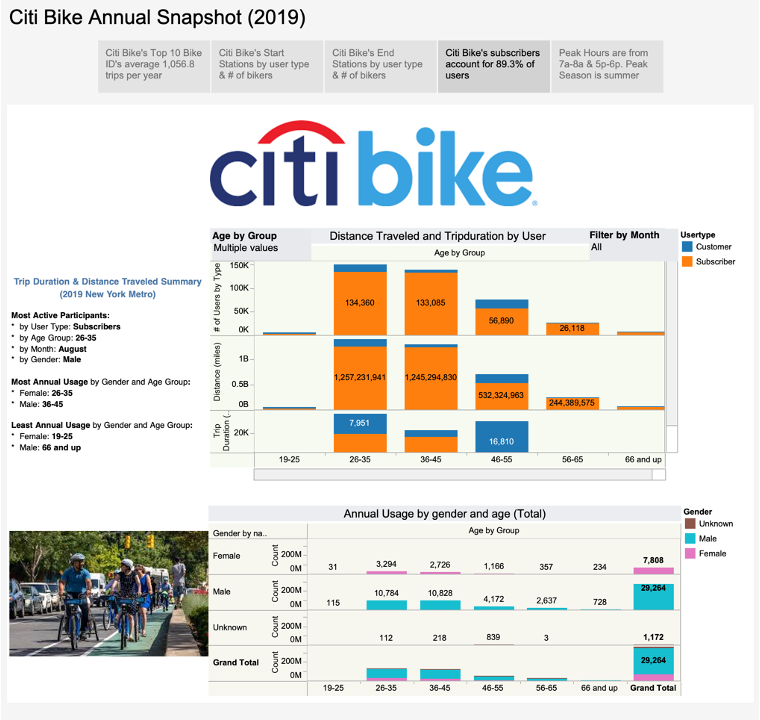 Citi Bike Annual Snapshot (2019)
Citi Bike's Top 10 Bike
ID's average 1,056.8
trips per year
Citi Bike's Start
Stations by user type
& # of bikers
Citi Bike's End
Stations by user type
& # of bikers
Citi Bike's subscribers
account for 89.3% of
users
Peak Hours are from
7a-8a & 5p-6p. Peak
Season is summer
citi bike
Age by Group
Multiple values
Distance Traveled and Tripduration by User
Age by Group
Filter by Month
All
Usertype
Customer
Subscriber
Trip Duration & Distance Traveled Summary
(2019 New York Metro)
Most Active Participants:
* by User Type: Subscribers
* by Age Group: 26-35
* by Month: August
* by Gender: Male
Most Annual Usage by Gender and Age Group:
* Female: 26-35
* Male: 36-45
Least Annual Usage by Gender and Age Group:
* Female: 19-25
* Male: 66 and up
# of Users by Type
150K
100K
50K
0K
134,360
133,085
56,890
26,118
Distance (miles)
1B
0.5B
0B
1,257,231,941
1,245,294,830
532,324,963
244,389,575
Trip
Duration (..
20K
7,951
16,810
19-25
26-35
36-45
46-55
56-65
66 and up
Annual Usage by gender and age (Total)
Gender by na..
Age by Group
Gender
Unknown
Male
Female
Female
Count
200M
0M
31
3,294
2,726
1,166
357
234
7,808
Male
Count
200M
0M
115
10,784
10,828
4,172
2,637
728
29,264
Unknown
Count
200M
0M
112
218
839
3
1,172
Grand Total
Count
200M
0M
29,264
19-25
26-35
36-45
46-55
56-65
66 and up
Grand Total